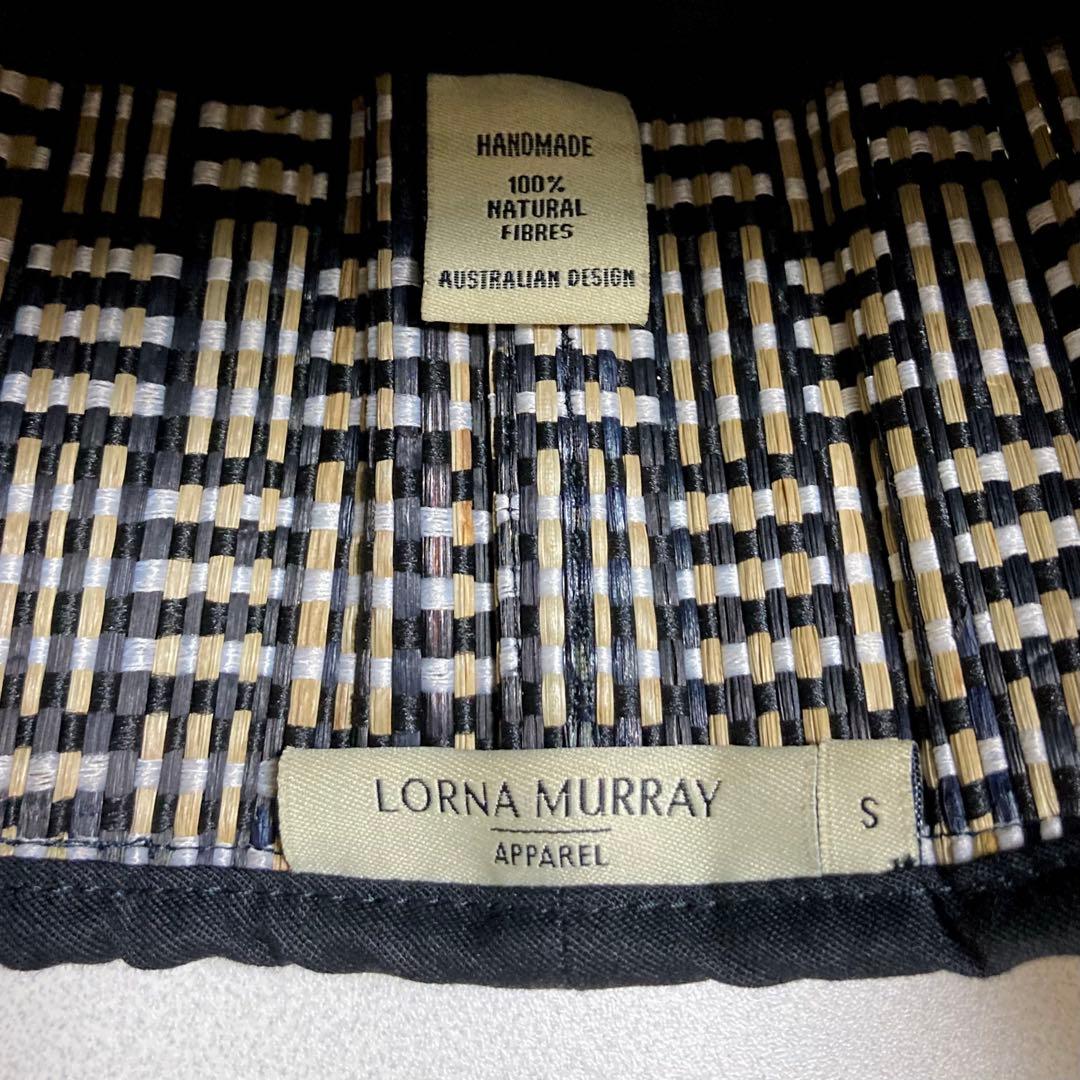 HANDMADE
100%
NATURAL
FIBRES
AUSTRALIAN DESIGN
LORNA MURRAY
APPAREL
S